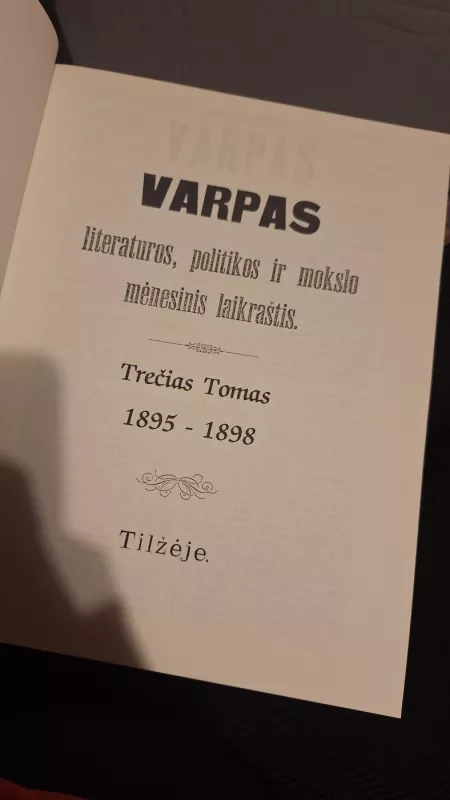 VARPAS
literaturos, politikos ir mokslo
mėnesinis laikraštis.
Trečias Tomas
1895 - 1898
Tilžėje.